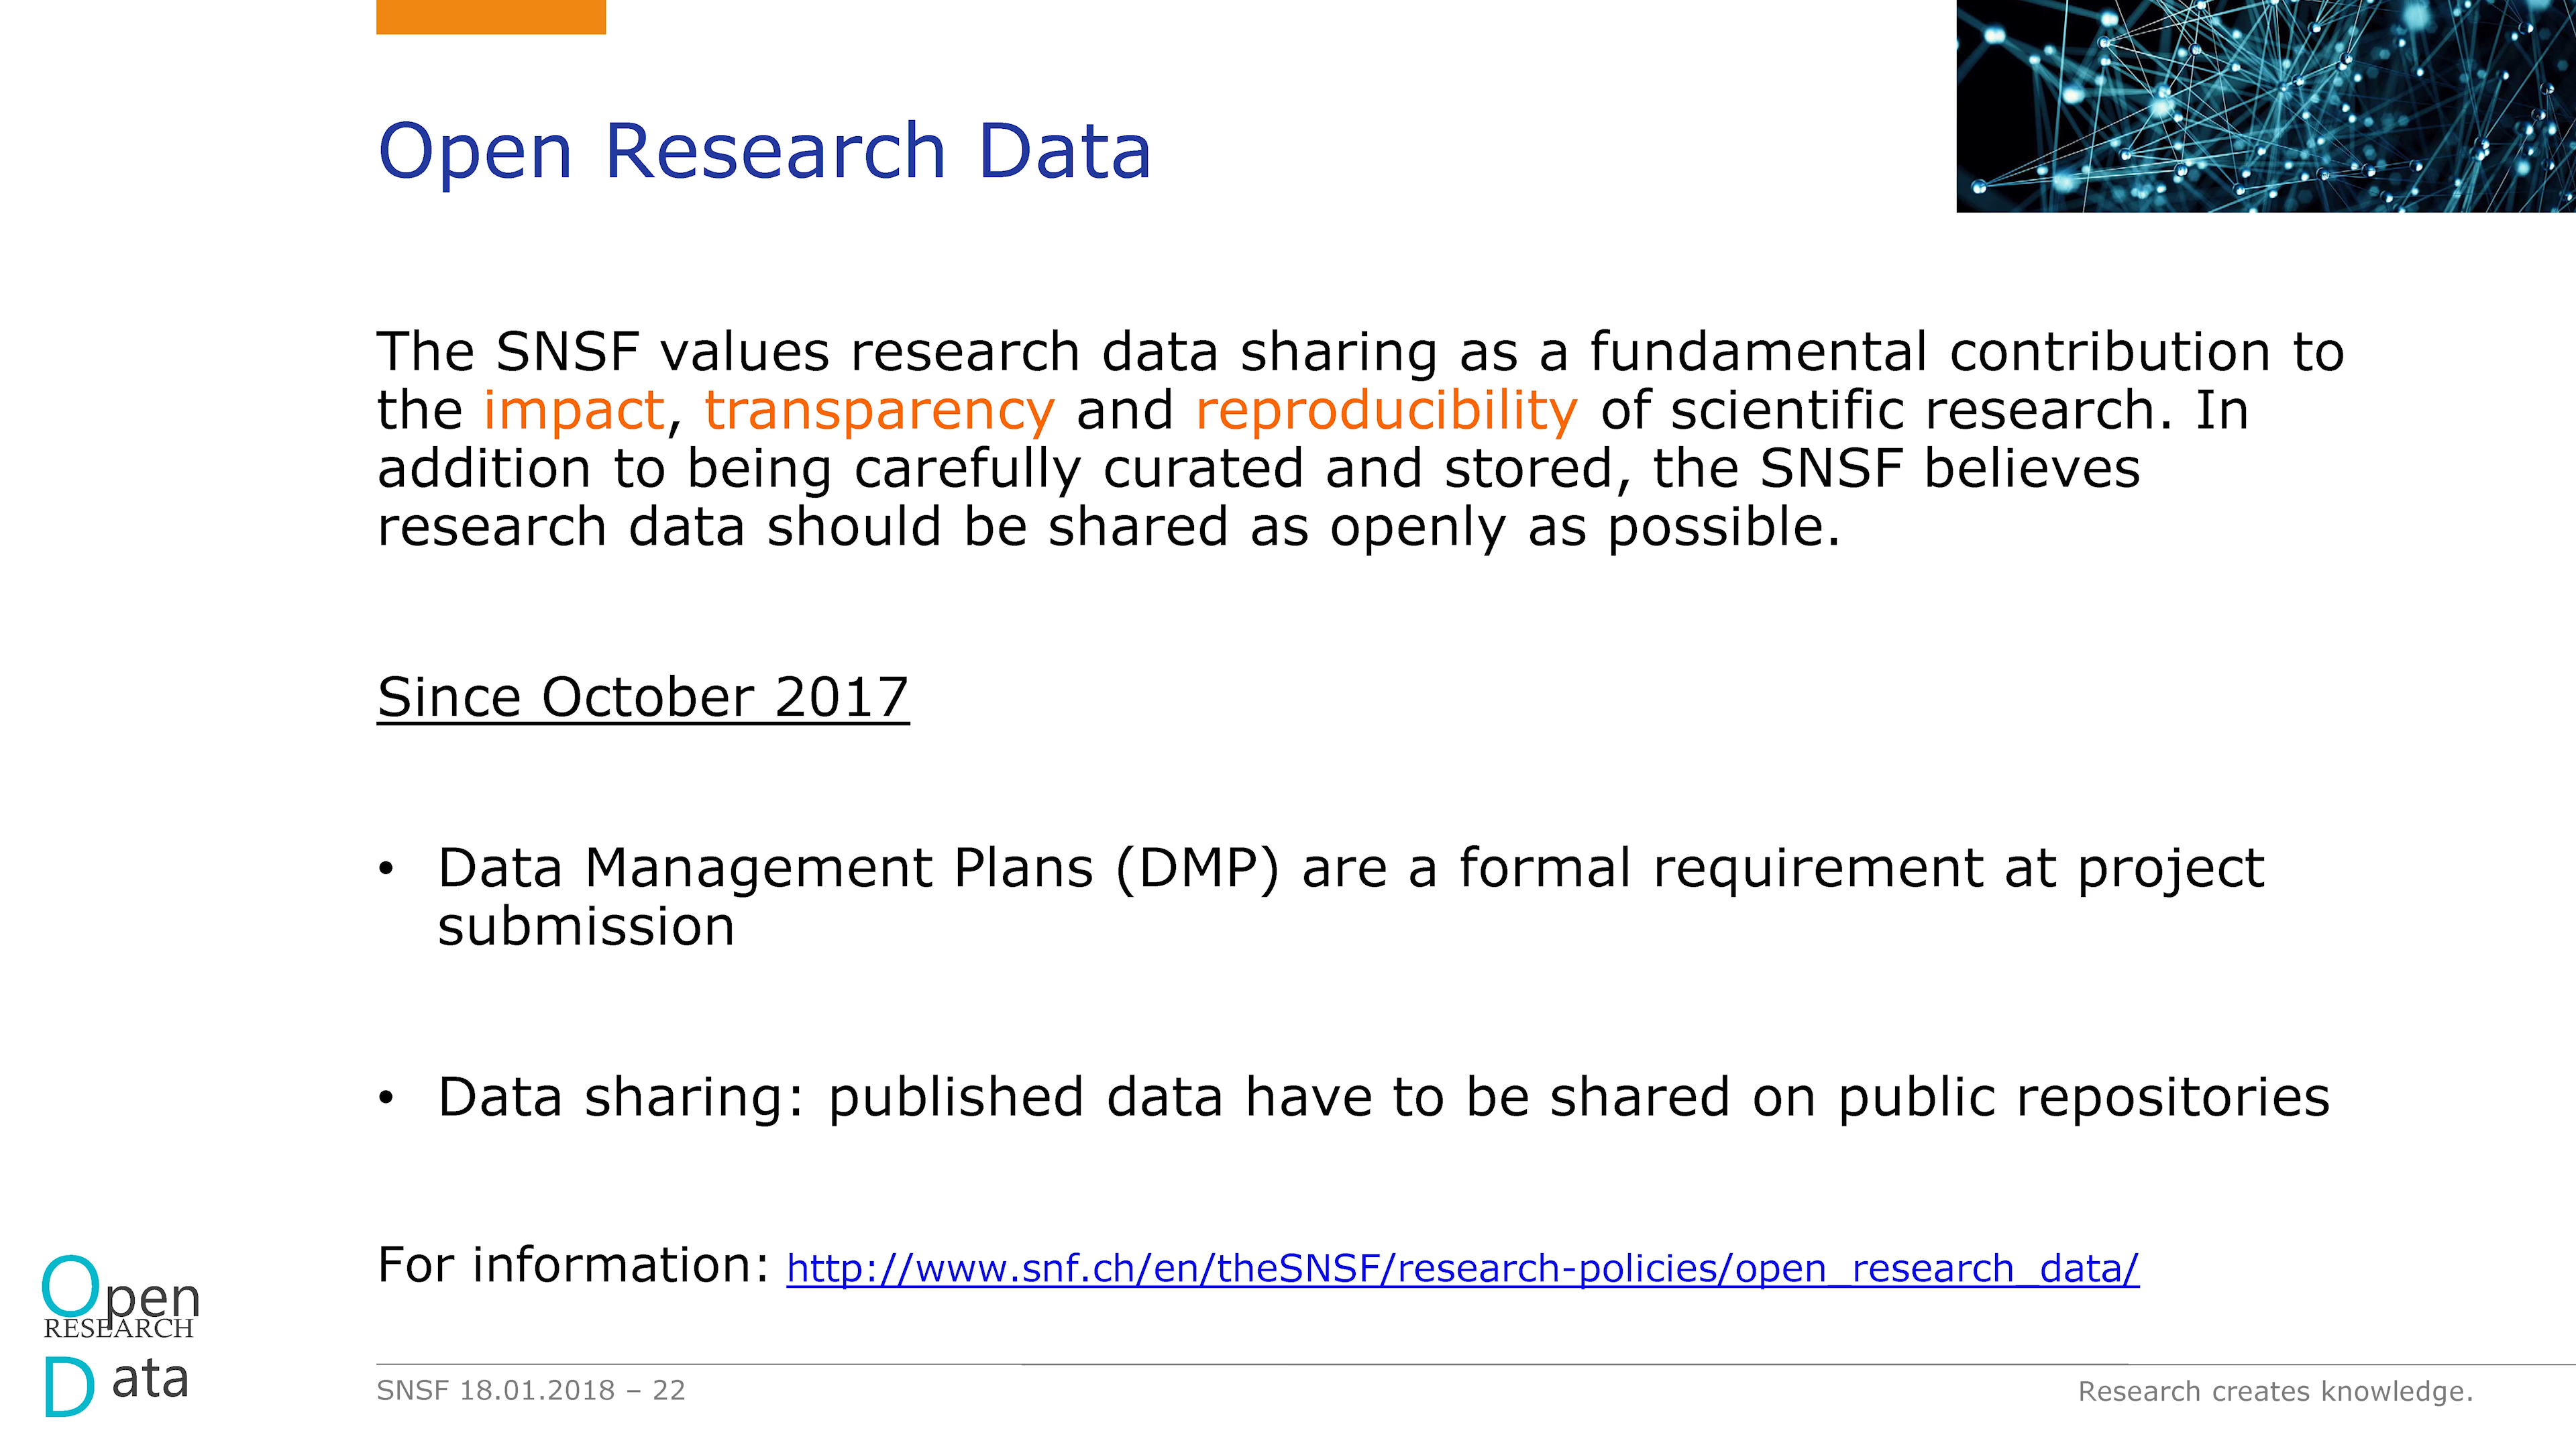 Open Research Data
The SNSF values research data sharing as a fundamental contribution to
the impact, transparency and reproducibility of scientific research. In
addition to being carefully curated and stored, the SNSF believes
research data should be shared as openly as possible.
Since October 2017
• Data Management Plans (DMP) are a formal requirement at project
submission
• Data sharing: published data have to be shared on public repositories
For information: http://www.snf.ch/en/theSNSF/research-policies/open_research_data/
Open
RESEARCH
Data
SNSF 18.01.2018 – 22
Research creates knowledge.